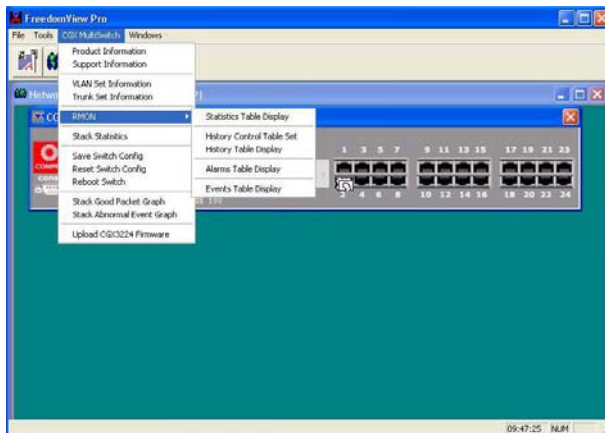 FreedomView Pro
File Tools CGX MultiSwitch Windows
Product Information
Support Information
VLAN Set Information
Trunk Set Information
RMON
Stack Statistics
Save Switch Config
Reset Switch Config
Reboot Switch
Stack Good Packet Graph
Stack Abnormal Event Graph
Upload CGX3224 Firmware
Statistics Table Display
History Control Table Set
History Table Display
Alarms Table Display
Events Table Display
1 3 5 7 9 11 13 15 17 19 21 23
2 4 6 8 10 12 14 16 18 20 22 24
09:47:25 NUM